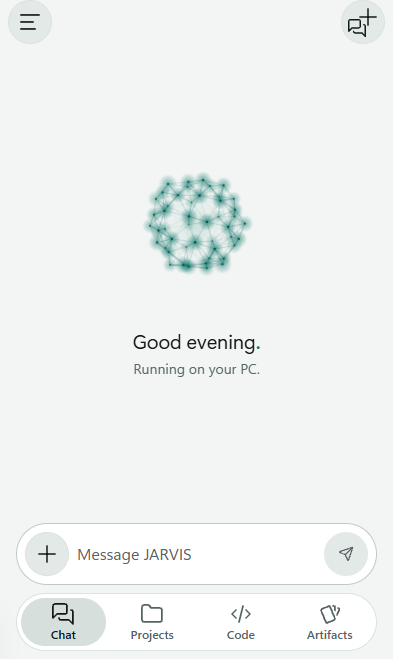 Good evening.
Running on your PC.
Message JARVIS
Chat
Projects
Code
Artifacts